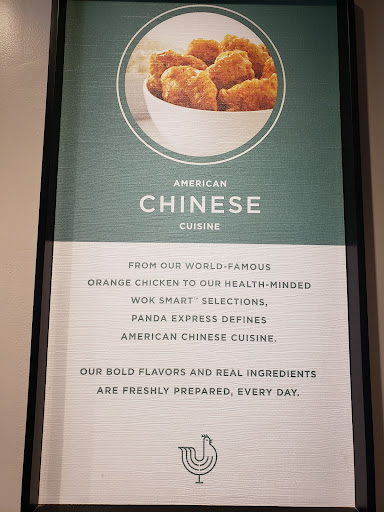 AMERICAN
CHINESE
CUISINE
FROM OUR WORLD-FAMOUS
ORANGE CHICKEN TO OUR HEALTH-MINDED
WOK SMART™ SELECTIONS,
PANDA EXPRESS DEFINES
AMERICAN CHINESE CUISINE.
OUR BOLD FLAVORS AND REAL INGREDIENTS
ARE FRESHLY PREPARED, EVERY DAY.